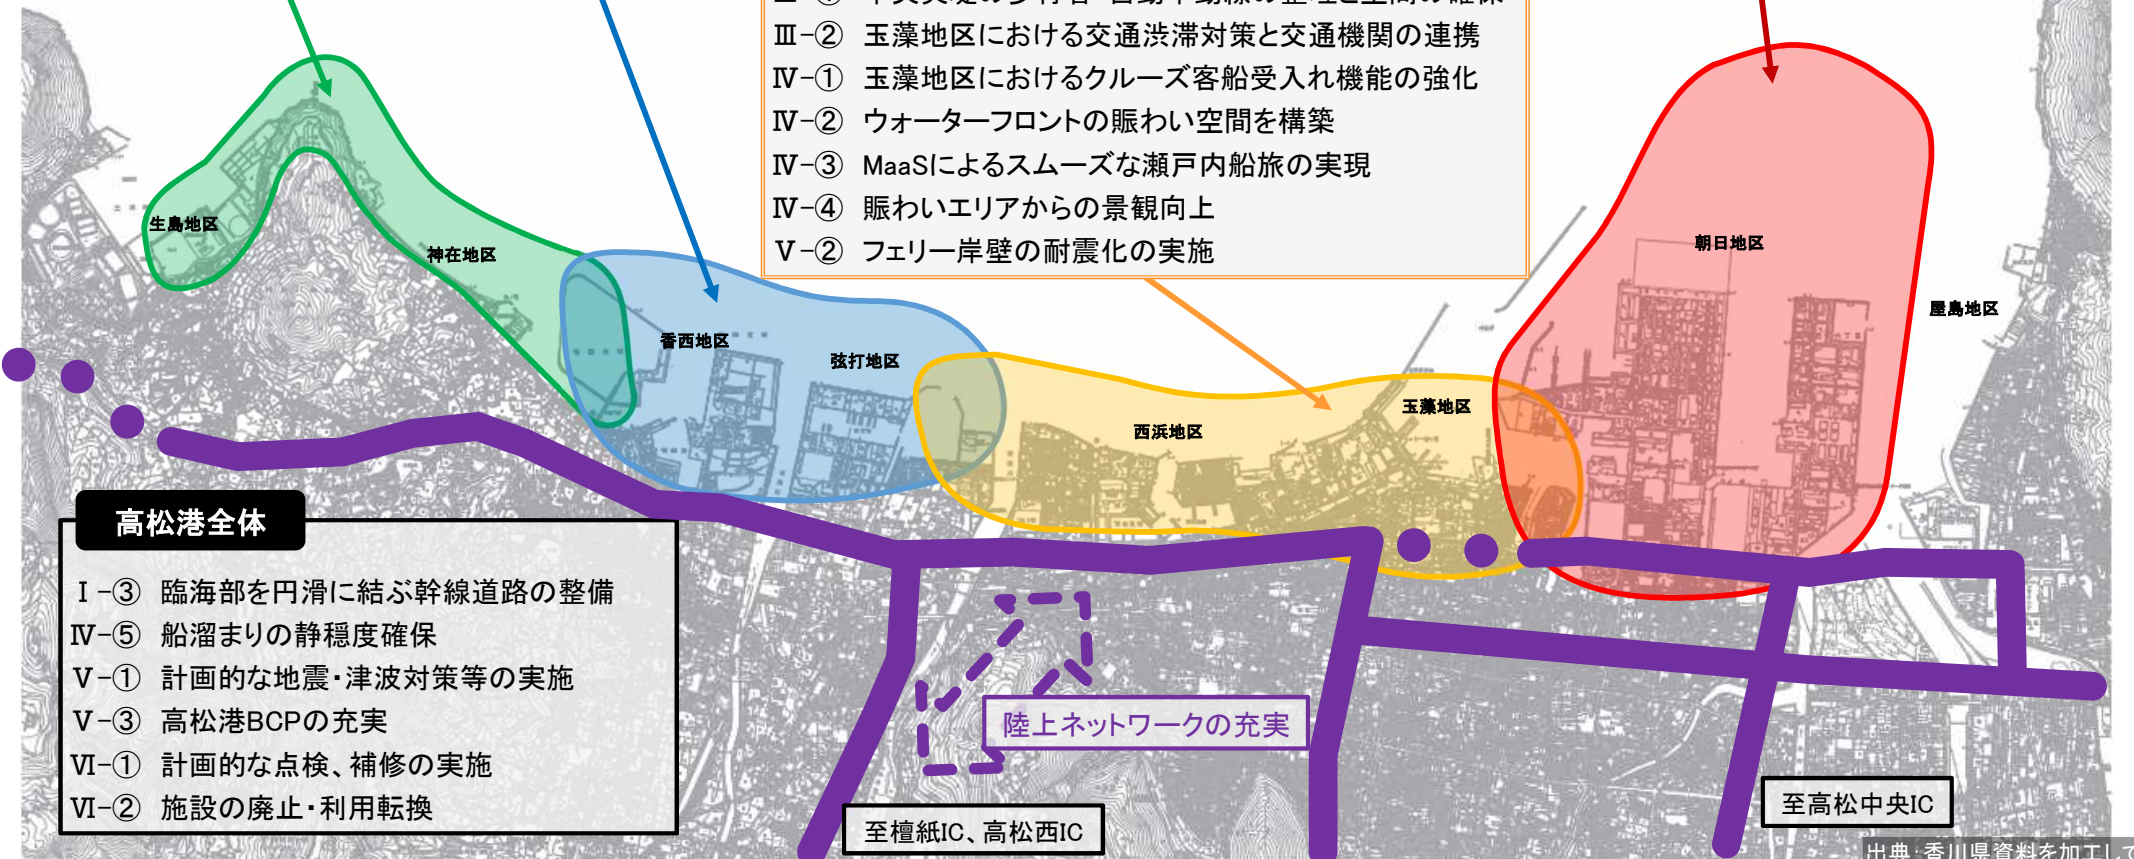 Ⅲ-② 玉藻地区における交通渋滞対策と交通機関の連携
Ⅳ-① 玉藻地区におけるクルーズ客船受入れ機能の強化
Ⅳ-② ウォーターフロントの賑わい空間を構築
Ⅳ-③ MaaSによるスムーズな瀬戸内船旅の実現
Ⅳ-④ 賑わいエリアからの景観向上
Ⅴ-② フェリー岸壁の耐震化の実施
生島地区
神在地区
香西地区
弦打地区
西浜地区
玉藻地区
朝日地区
屋島地区
高松港全体
Ⅰ-③ 臨海部を円滑に結ぶ幹線道路の整備
Ⅳ-⑤ 船溜まりの静穏度確保
Ⅴ-① 計画的な地震・津波対策等の実施
Ⅴ-③ 高松港BCPの充実
Ⅵ-① 計画的な点検、補修の実施
Ⅵ-② 施設の廃止・利用転換
陸上ネットワークの充実
至檀紙IC、高松西IC
至高松中央IC
出典:香川県資料を加工して